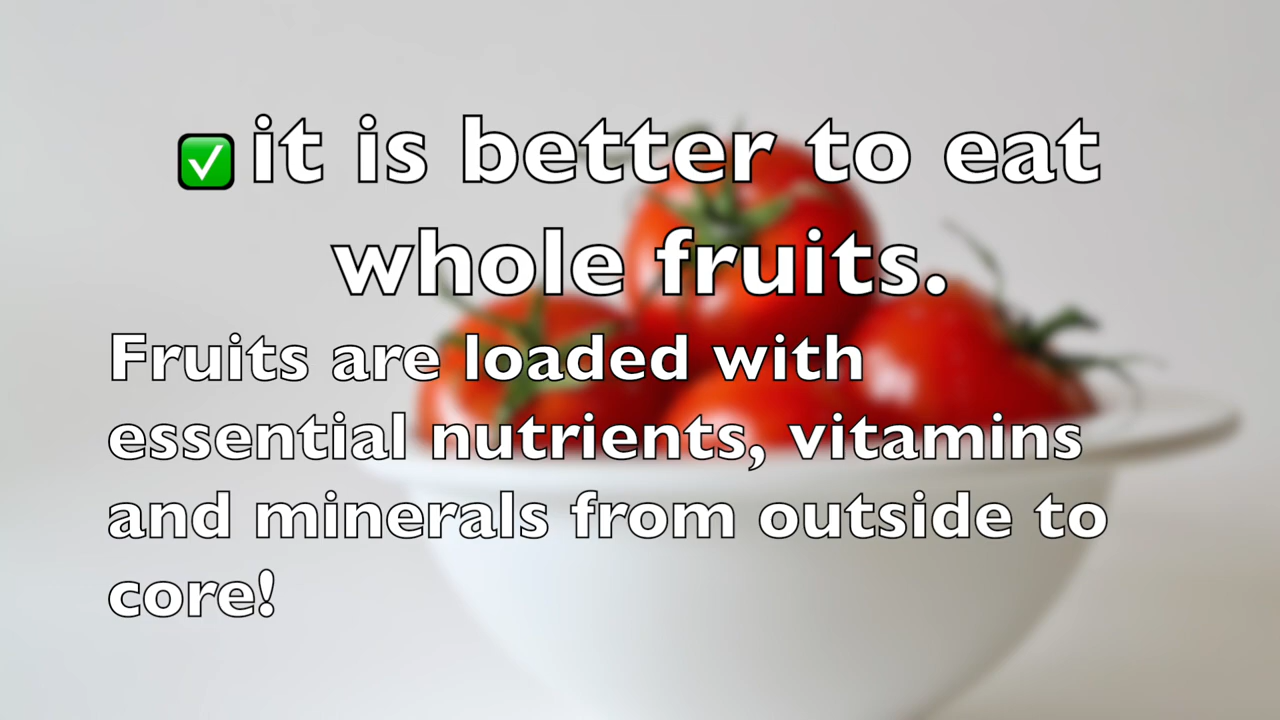 ✅ it is better to eat
whole fruits.
Fruits are loaded with
essential nutrients, vitamins
and minerals from outside to
core!